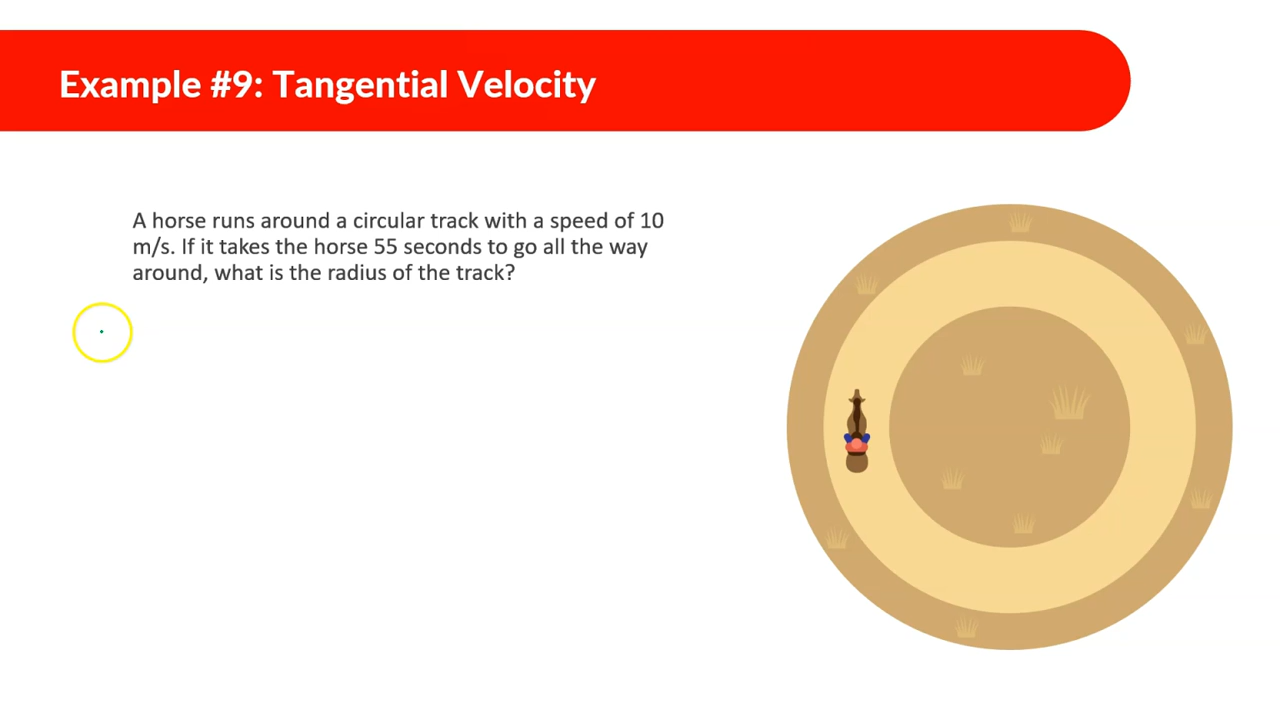 Example #9: Tangential Velocity
A horse runs around a circular track with a speed of 10
m/s. If it takes the horse 55 seconds to go all the way
around, what is the radius of the track?